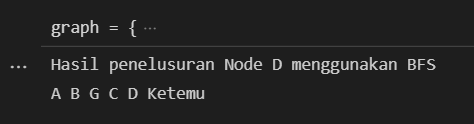 graph = { ...
Hasil penelusuran Node D menggunakan BFS
A B G C D Ketemu